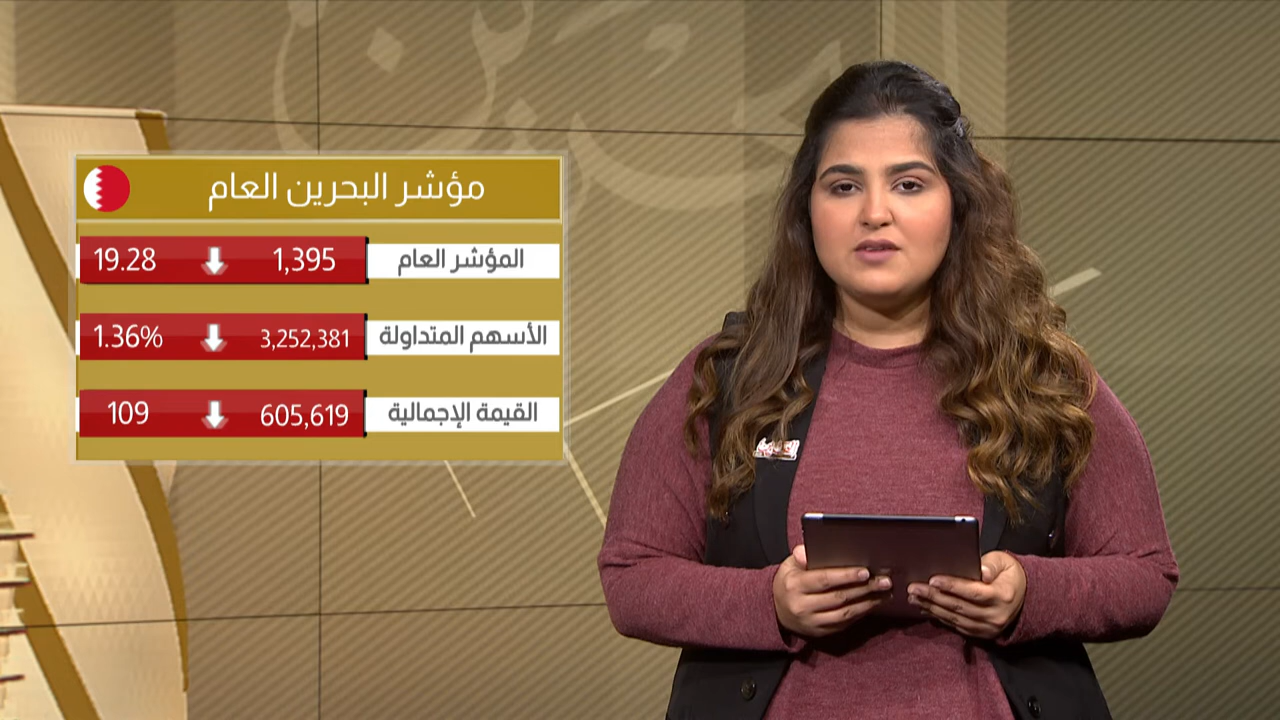 مؤشر البحرين العام
المؤشر العام 1,395 19.28
الأسهم المتداولة 3,252,381 1.36%
القيمة الإجمالية 605,619 109
البحرين